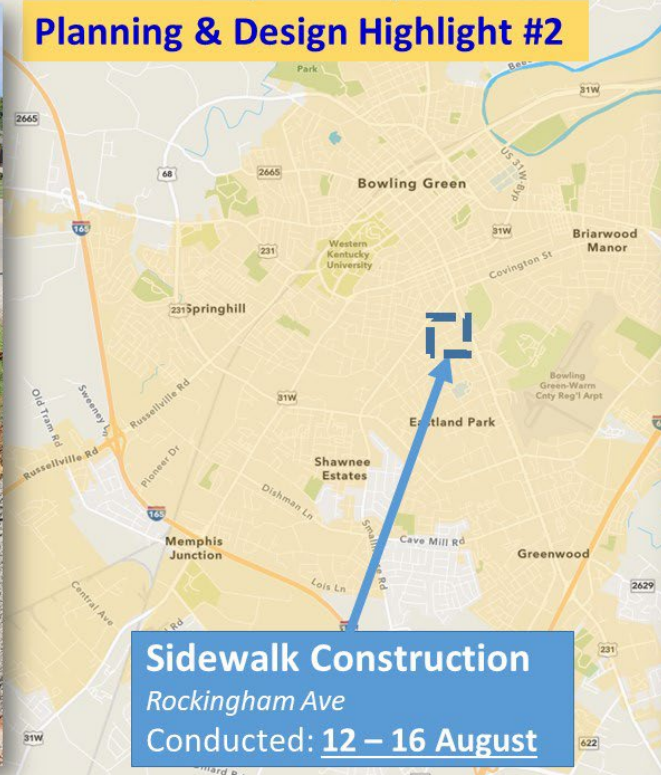 Planning & Design Highlight #2
Park
31W
2665
US 31W-Byp
68
2665
Bowling Green
165
231
Western
Kentucky
University
31W
Briarwood
Manor
Covington St
231
Springhill
31W
Bowling
Green-Warrn
Cnty Reg'l Arpt
Old Tram Rd
Sweeney Ln
Russellville Rd
Eastland Park
Russellville Rd
Pioneer Dr
Shawnee
Estates
Dishman Ln
165
Memphis
Junction
Cave Mill Rd
Greenwood
Central Ave
Lois Ln
2629
231
Sidewalk Construction
Rockingham Ave
Conducted: 12 – 16 August
31W
622